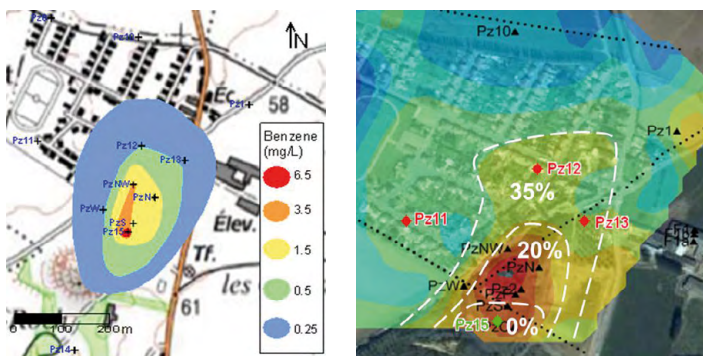 Pz10
N
Ec.
Pz1
58
Pz11
Pz12
Pz13
PzNW
PzN
PzW
PzS
Pz15
Élev.
Tf.
les
61
0 100 200 m
Pz14
Benzene
(mg/L)
6.5
3.5
1.5
0.5
0.25
Pz10
Pz1
Pz12
35%
Pz11
Pz13
PzNW
20%
PzN
PzW
Pz2
PzS
Pz15
0%